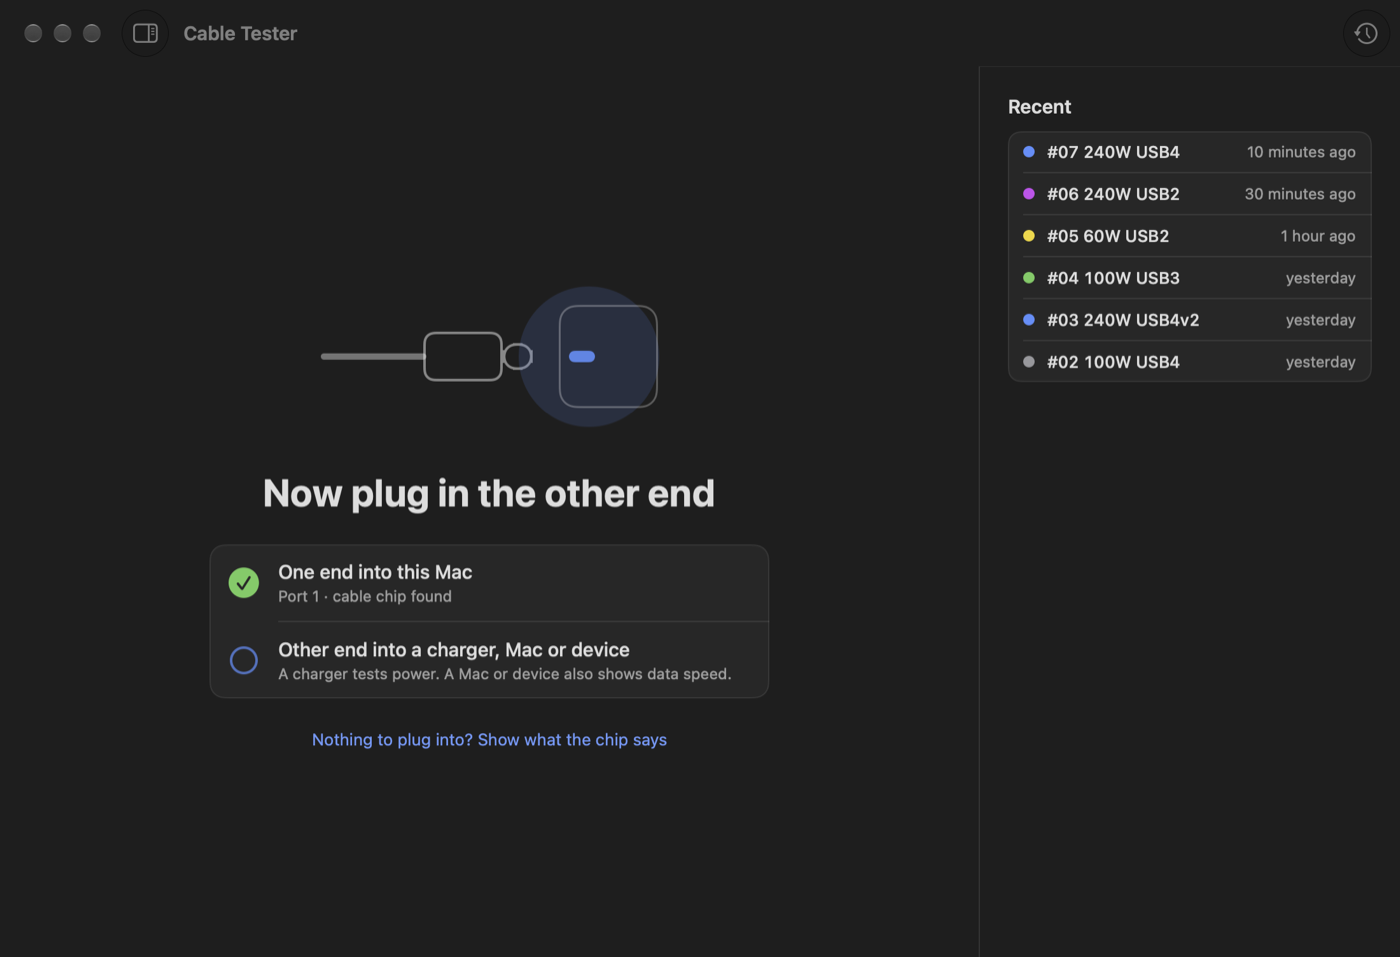 Cable Tester
Recent
#07 240W USB4 10 minutes ago
#06 240W USB2 30 minutes ago
#05 60W USB2 1 hour ago
#04 100W USB3 yesterday
#03 240W USB4v2 yesterday
#02 100W USB4 yesterday
Now plug in the other end
One end into this Mac
Port 1 · cable chip found
Other end into a charger, Mac or device
A charger tests power. A Mac or device also shows data speed.
Nothing to plug into? Show what the chip says